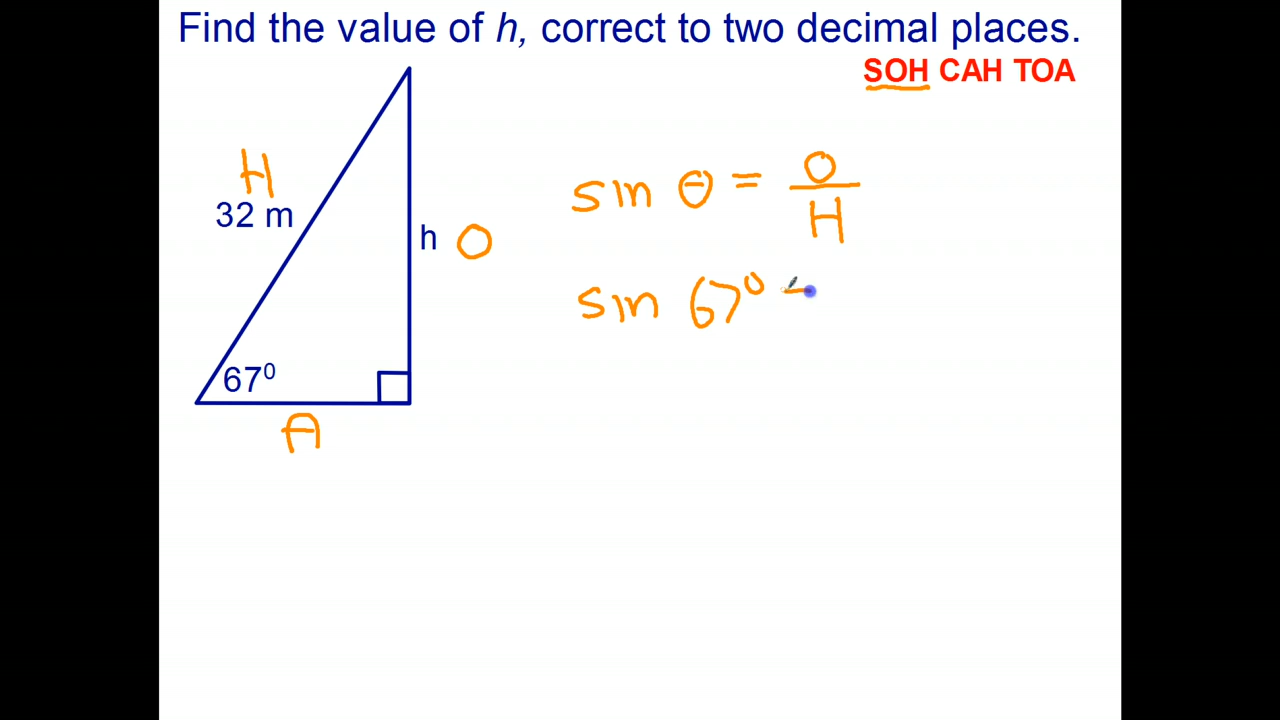 Find the value of h, correct to two decimal places.
SOH CAH TOA
H
32 m
h O
67⁰
A
sin θ = O
H
sin 67⁰